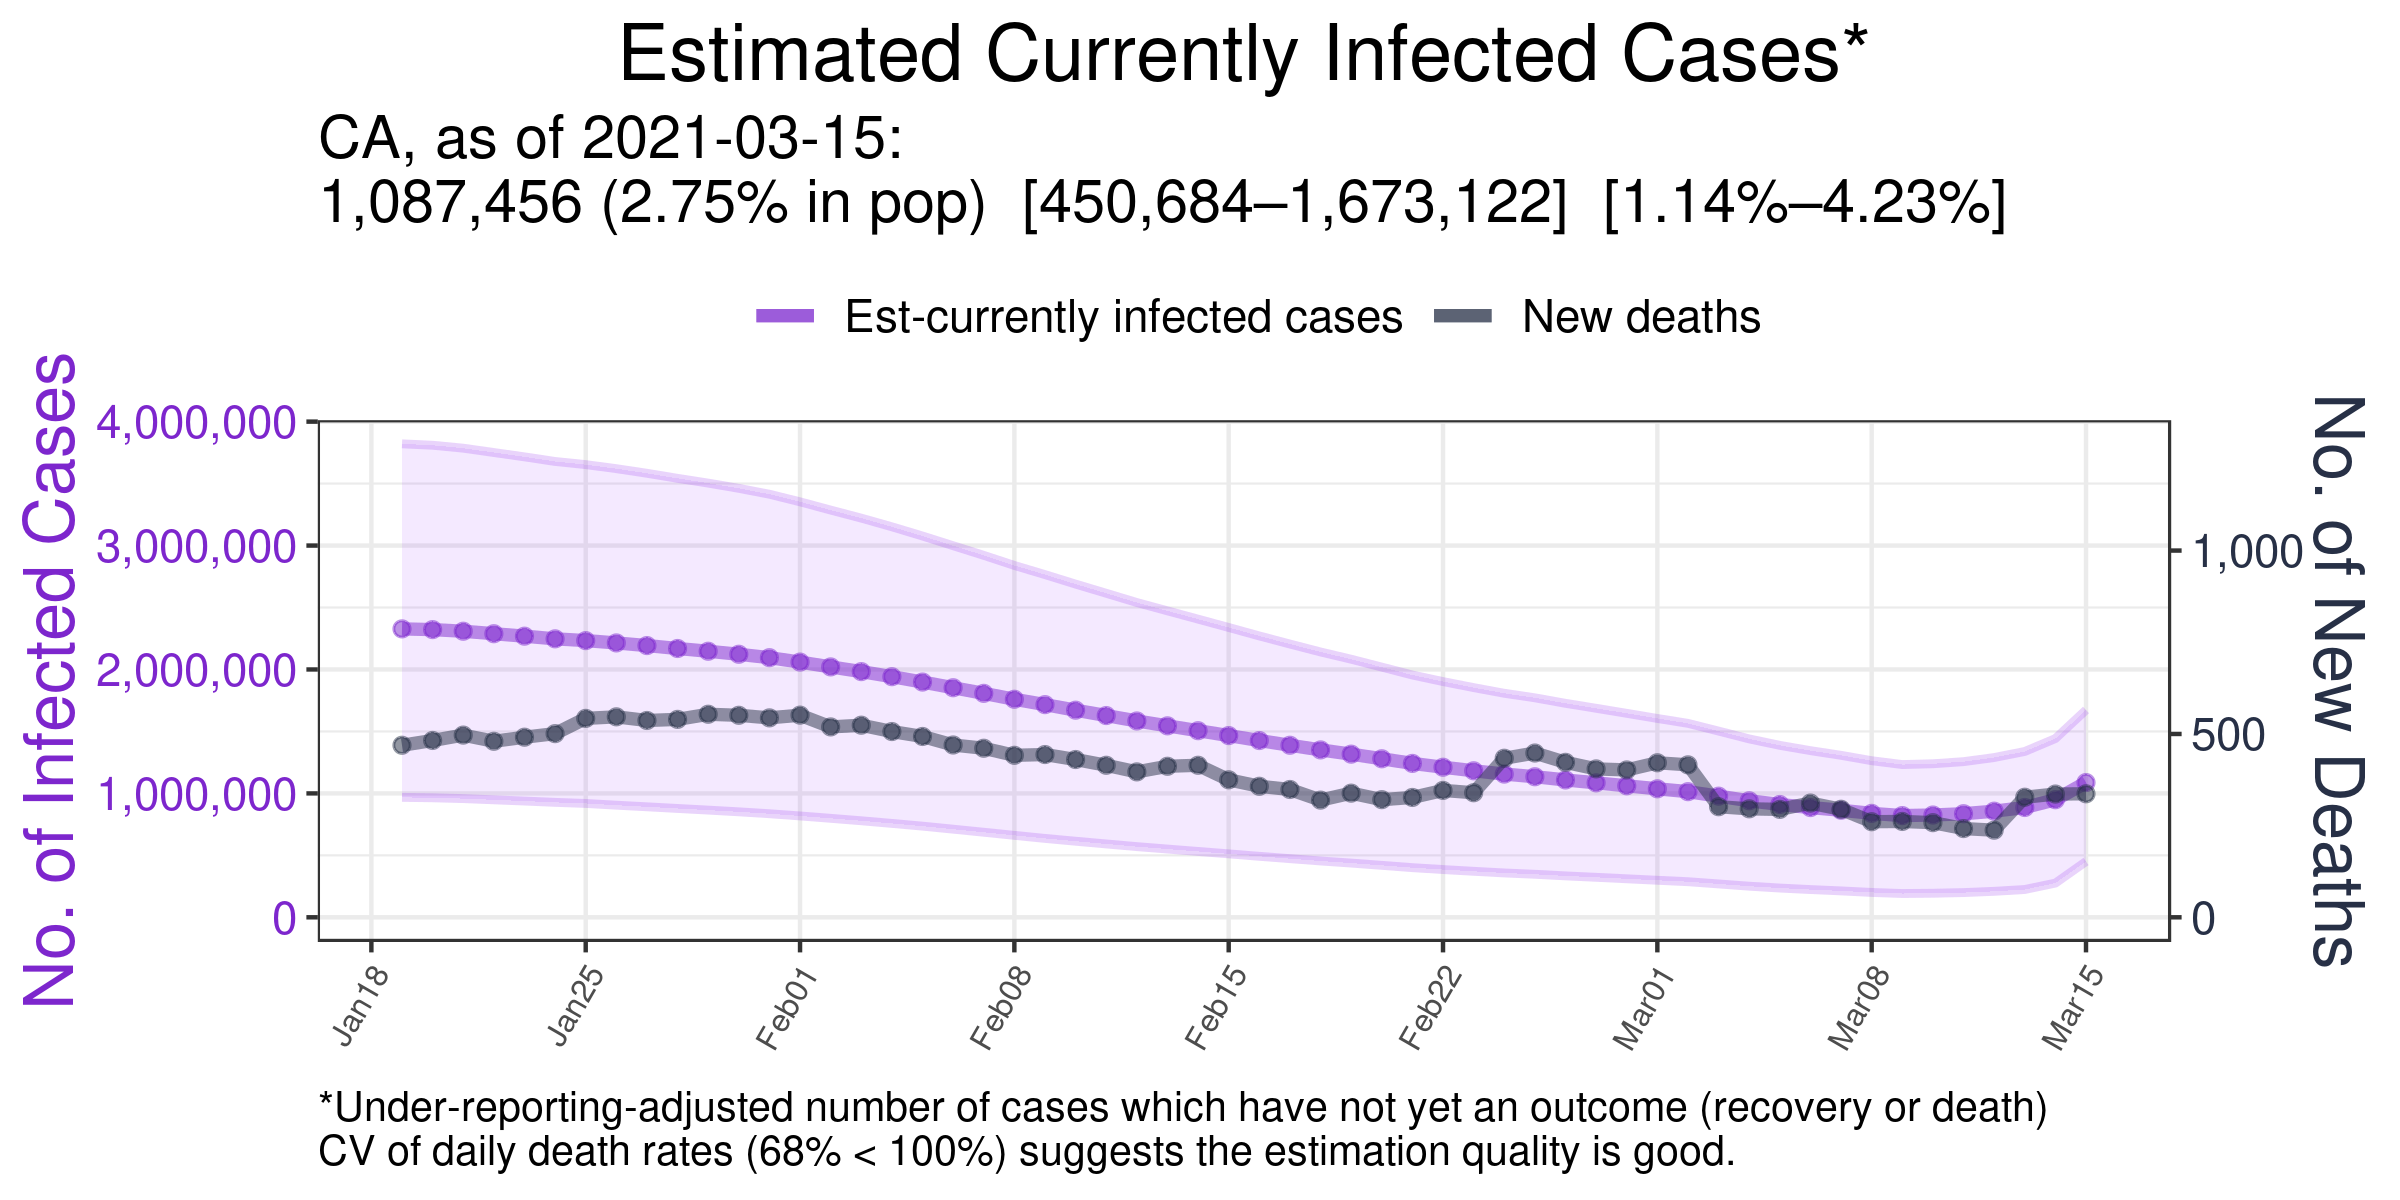 Estimated Currently Infected Cases*
CA, as of 2021-03-15:
1,087,456 (2.75% in pop)  [450,684–1,673,122]  [1.14%–4.23%]
Est-currently infected cases
New deaths
No. of Infected Cases
4,000,000
3,000,000
2,000,000
1,000,000
0
No. of New Deaths
1,000
500
0
Jan18
Jan25
Feb01
Feb08
Feb15
Feb22
Mar01
Mar08
Mar15
*Under-reporting-adjusted number of cases which have not yet an outcome (recovery or death)
CV of daily death rates (68% < 100%) suggests the estimation quality is good.